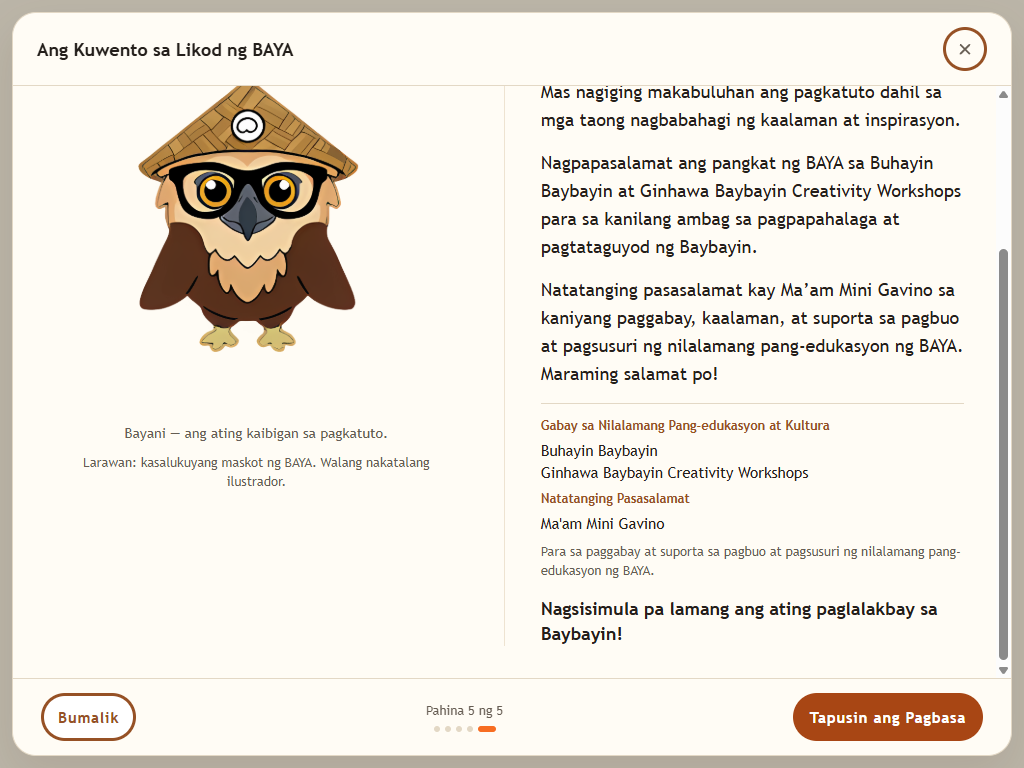 Ang Kuwento sa Likod ng BAYA
Bayani — ang ating kaibigan sa pagkatuto.
Larawan: kasalukuyang maskot ng BAYA. Walang nakatalang
ilustrador.
Mas nagiging makabuluhan ang pagkatuto dahil sa
mga taong nagbabahagi ng kaalaman at inspirasyon.
Nagpapasalamat ang pangkat ng BAYA sa Buhayin
Baybayin at Ginhawa Baybayin Creativity Workshops
para sa kanilang ambag sa pagpapahalaga at
pagtataguyod ng Baybayin.
Natatanging pasasalamat kay Ma’am Mini Gavino sa
kaniyang paggabay, kaalaman, at suporta sa pagbuo
at pagsusuri ng nilalamang pang-edukasyon ng BAYA.
Maraming salamat po!
Gabay sa Nilalamang Pang-edukasyon at Kultura
Buhayin Baybayin
Ginhawa Baybayin Creativity Workshops
Natatanging Pasasalamat
Ma'am Mini Gavino
Para sa paggabay at suporta sa pagbuo at pagsusuri ng nilalamang pang-
edukasyon ng BAYA.
Nagsisimula pa lamang ang ating paglalakbay sa
Baybayin!
Bumalik
Pahina 5 ng 5
Tapusin ang Pagbasa